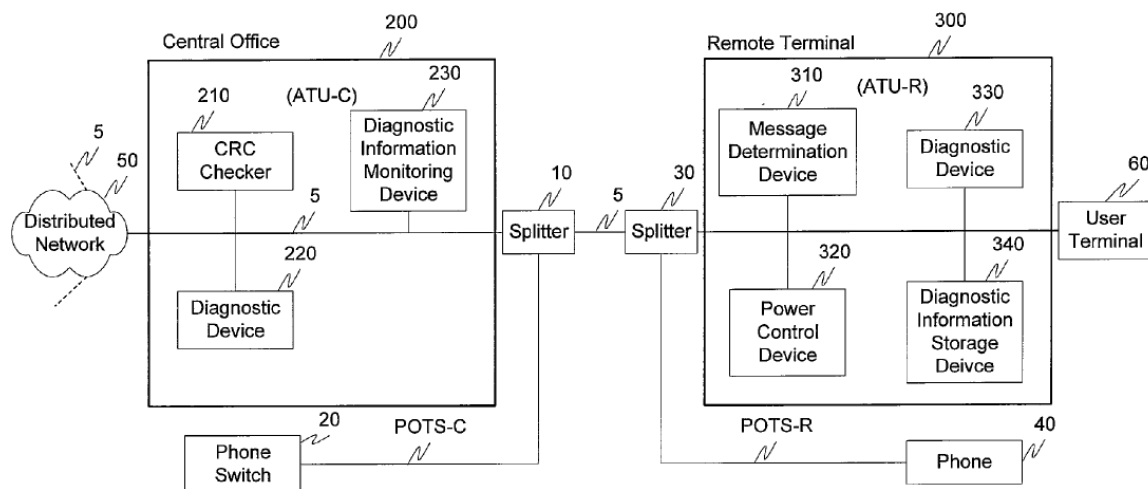 200
Central Office
300
Remote Terminal
230
310
210
(ATU-C)
(ATU-R)
330
5
50
CRC
Checker
Diagnostic
Information
Monitoring
Device
Message
Determination
Device
Diagnostic
Device
10
30
60
5
5
Distributed
Network
Splitter
Splitter
User
Terminal
220
320
340
Diagnostic
Device
Power
Control
Device
Diagnostic
Information
Storage
Deivce
20
POTS-C
POTS-R
40
Phone
Switch
Phone